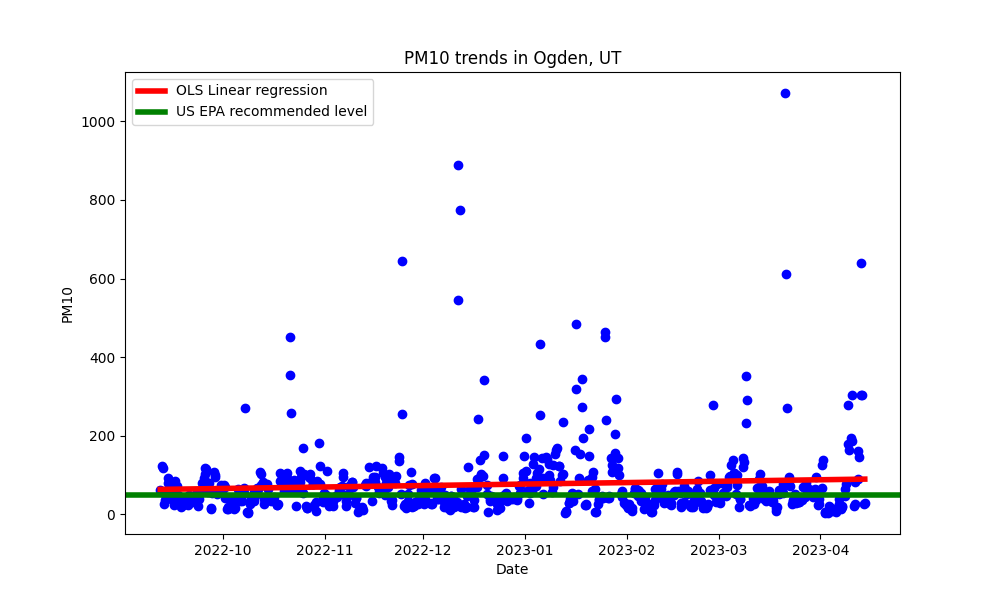 PM10 trends in Ogden, UT
OLS Linear regression
US EPA recommended level
1000
800
600
400
200
0
PM10
2022-10 2022-11 2022-12 2023-01 2023-02 2023-03 2023-04
Date